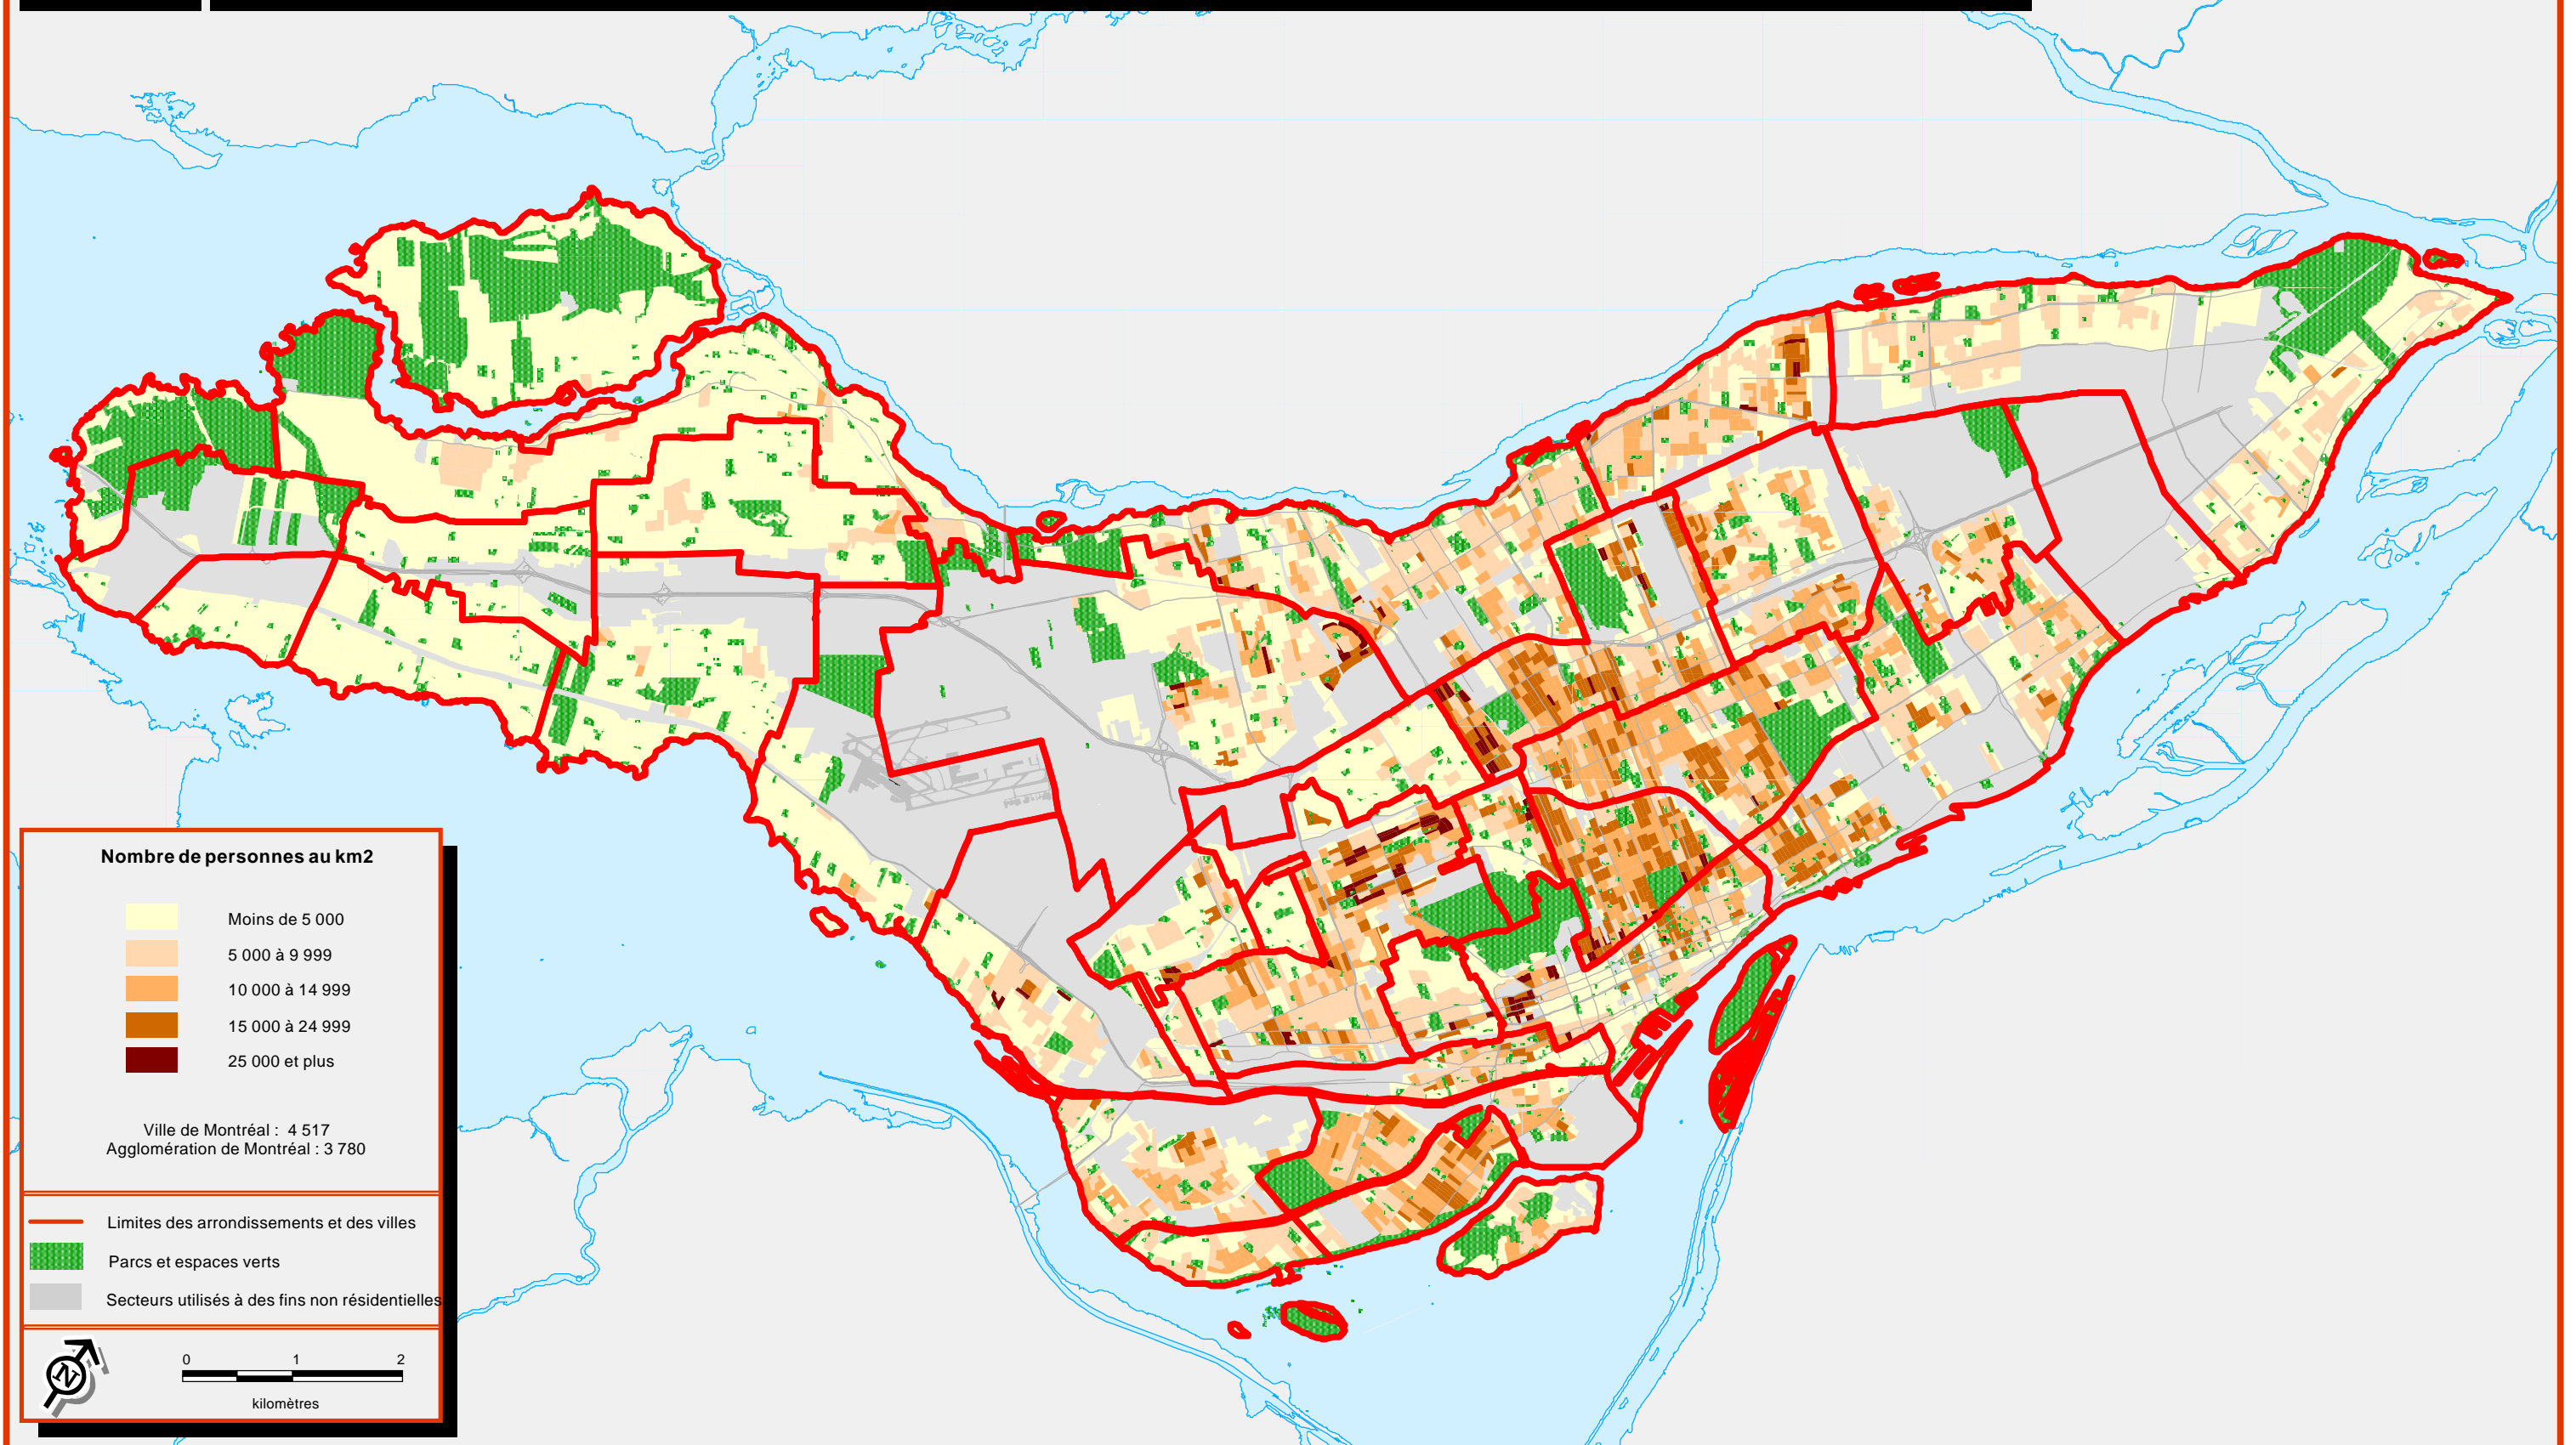 Nombre de personnes au km2
Moins de 5 000
5 000 à 9 999
10 000 à 14 999
15 000 à 24 999
25 000 et plus
Ville de Montréal : 4 517
Agglomération de Montréal : 3 780
Limites des arrondissements et des villes
Parcs et espaces verts
Secteurs utilisés à des fins non résidentielles
N
0 1 2
kilomètres